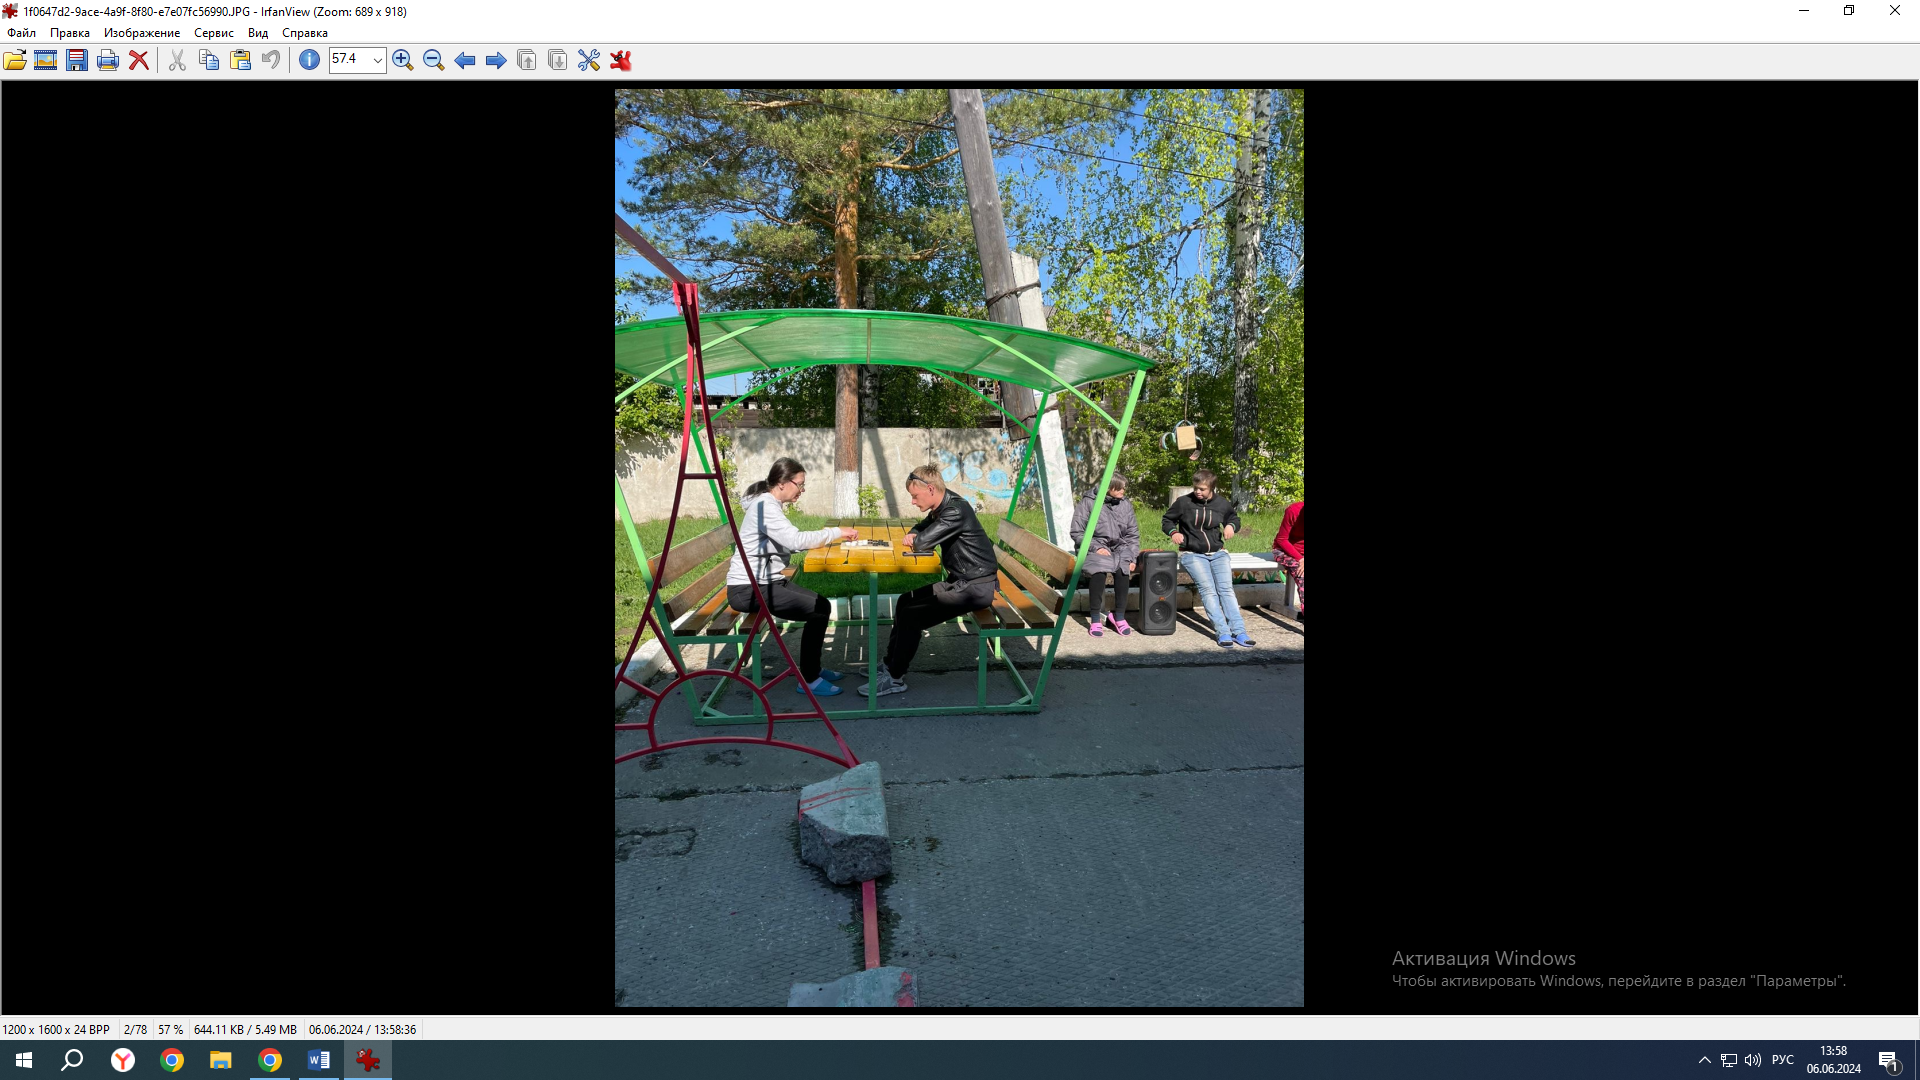 1f0647d2-9ace-4a9f-8f80-e7e07fc56990.JPG - IrfanView (Zoom: 689 x 918)
Файл Правка Изображение Сервис Вид Справка
57.4
Активация Windows
Чтобы активировать Windows, перейдите в раздел "Параметры".
1200 x 1600 x 24 BPP 2/78 57 % 644.11 KB / 5.49 MB 06.06.2024 / 13:58:36
РУС
13:58
06.06.2024
1